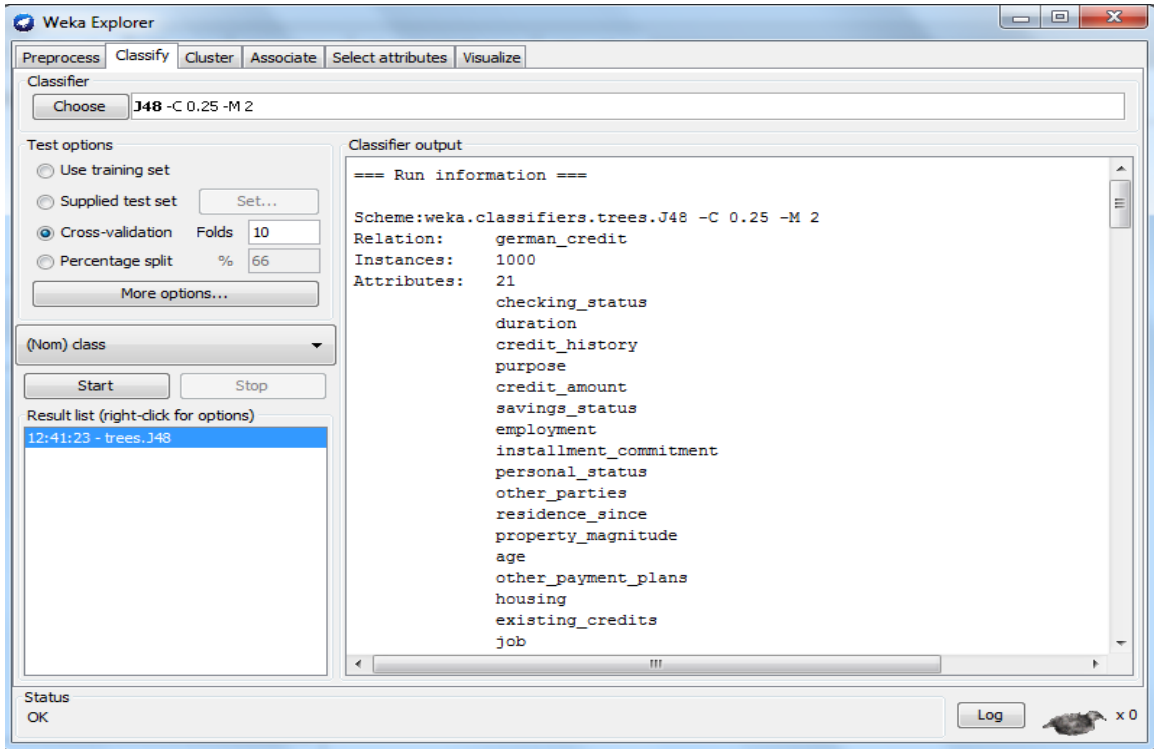 Weka Explorer
Preprocess Classify Cluster Associate Select attributes Visualize
Classifier
Choose J48 -C 0.25 -M 2
Test options
Use training set
Supplied test set Set...
Cross-validation Folds 10
Percentage split % 66
More options...
(Nom) class
Start Stop
Result list (right-click for options)
12:41:23 - trees.J48
Classifier output
=== Run information ===
Scheme:weka.classifiers.trees.J48 -C 0.25 -M 2
Relation: german_credit
Instances: 1000
Attributes: 21
checking_status
duration
credit_history
purpose
credit_amount
savings_status
employment
installment_commitment
personal_status
other_parties
residence_since
property_magnitude
age
other_payment_plans
housing
existing_credits
job
Status
OK
Log x 0